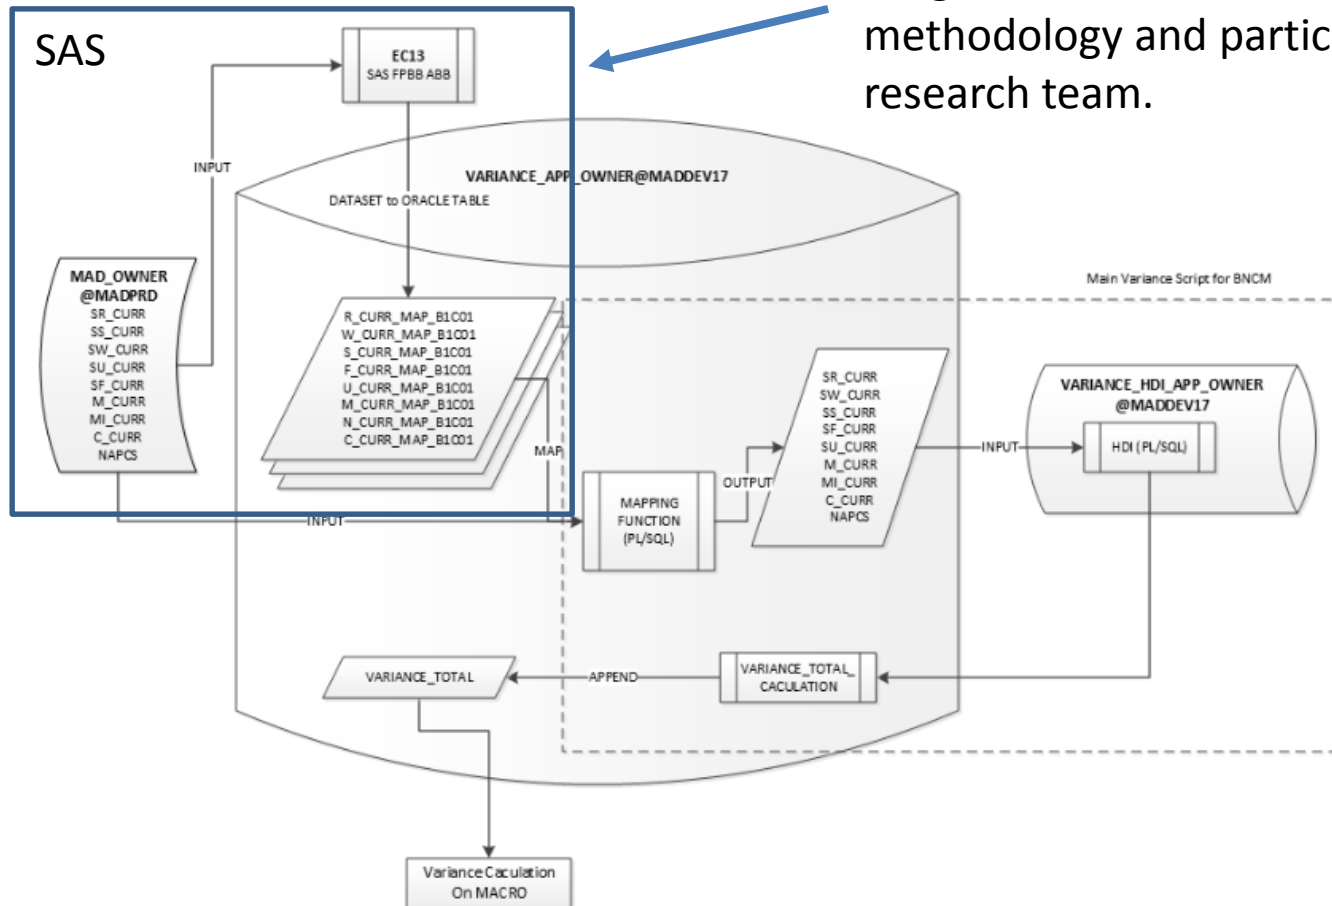 methodology and partic
research team.
SAS
EC13
SAS FPBB ABB
INPUT
VARIANCE_APP_OWNER@MADDEV17
DATASET to ORACLE TABLE
MAD_OWNER
@MADPRD
SR_CURR
SS_CURR
SW_CURR
SU_CURR
SF_CURR
M_CURR
MI_CURR
C_CURR
NAPCS
R_CURR_MAP_B1C01
W_CURR_MAP_B1C01
S_CURR_MAP_B1C01
F_CURR_MAP_B1C01
U_CURR_MAP_B1C01
M_CURR_MAP_B1C01
N_CURR_MAP_B1C01
C_CURR_MAP_B1C01
Main Variance Script for BNCM
MAP
INPUT
MAPPING
FUNCTION
(PL/SQL)
OUTPUT
SR_CURR
SW_CURR
SS_CURR
SF_CURR
SU_CURR
M_CURR
MI_CURR
C_CURR
NAPCS
INPUT
VARIANCE_HDI_APP_OWNER
@MADDEV17
HDI (PL/SQL)
VARIANCE_TOTAL
APPEND
VARIANCE_TOTAL_
CACULATION
Variance Caculation
On MACRO